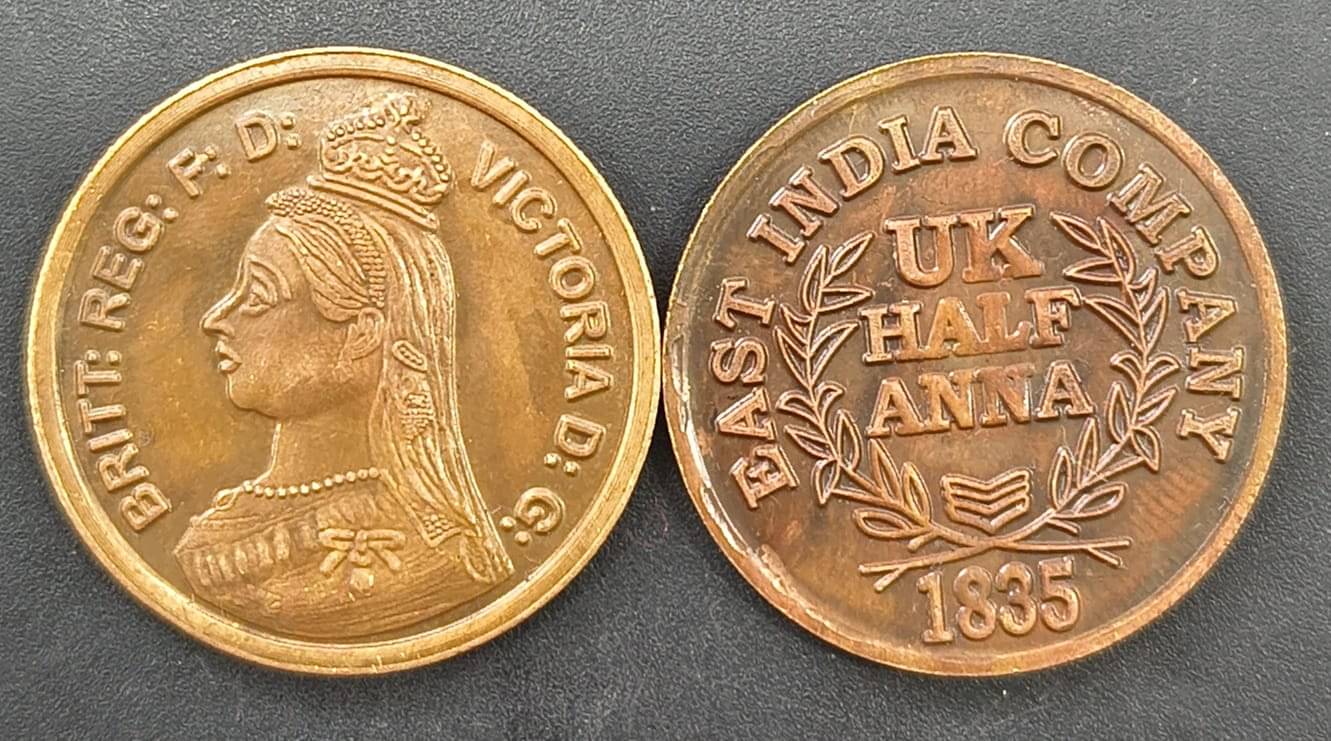 BRITT: REG: F: D: VICTORIA D: G:
EAST INDIA COMPANY
UK
HALF
ANNA
1835